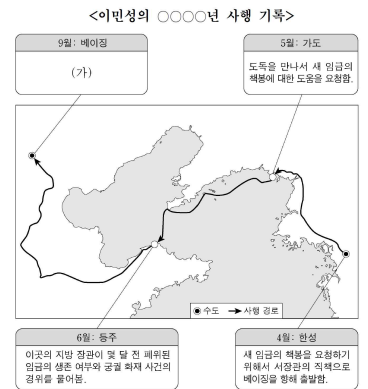 <이민성의 ○○○○년 사행 기록>
9월: 베이징
(가)
5월: 가도
도독을 만나서 새 임금의
책봉에 대한 도움을 요청함.
◉ 수도 → 사행 경로
6월: 등주
이곳의 지방 장관이 몇 달 전 폐위된
임금의 생존 여부와 궁궐 화재 사건의
경위를 물어봄.
4월: 한성
새 임금의 책봉을 요청하기
위해서 서장관의 직책으로
베이징을 향해 출발함.